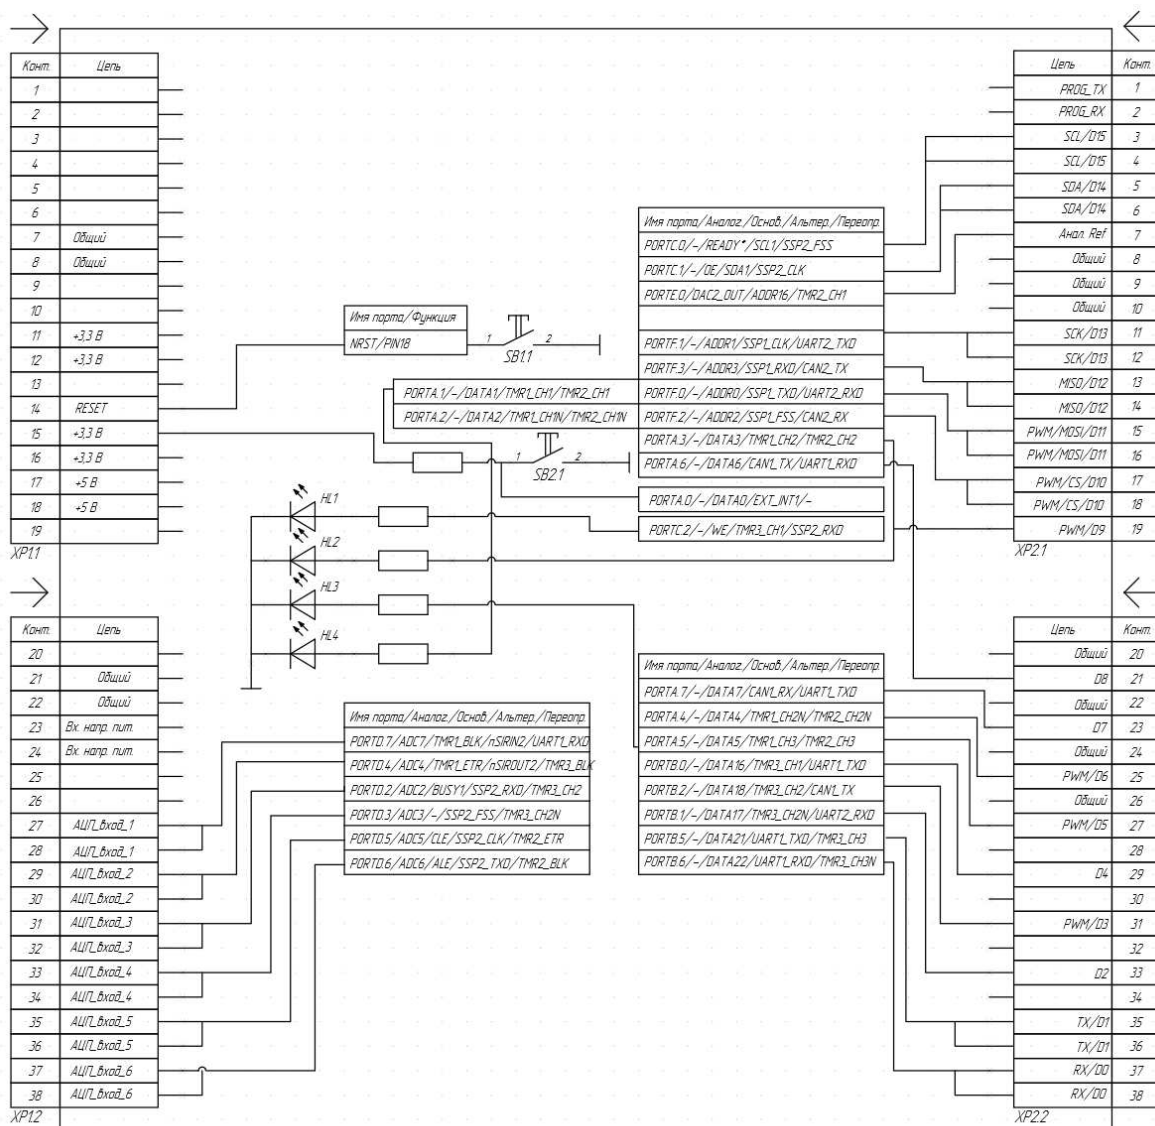 Конт. Цепь
1
2
3
4
5
6
7 Общий
8 Общий
9
10
11 +3,3 В
12 +3,3 В
13
14 RESET
15 +3,3 В
16 +3,3 В
17 +5 В
18 +5 В
19
XP1.1
Конт. Цепь
20
21 Общий
22 Общий
23 Вх. напр. пит.
24 Вх. напр. пит.
25
26
27 АЦП_вход_1
28 АЦП_вход_1
29 АЦП_вход_2
30 АЦП_вход_2
31 АЦП_вход_3
32 АЦП_вход_3
33 АЦП_вход_4
34 АЦП_вход_4
35 АЦП_вход_5
36 АЦП_вход_5
37 АЦП_вход_6
38 АЦП_вход_6
XP1.2
Имя порта/Функция
NRST/PIN18
1 2
SB1.1
PORTA.1/-/DATA1/TMR1_CH1/TMR2_CH1
PORTA.2/-/DATA2/TMR1_CH1N/TMR2_CH1N
1 2
SB2.1
HL1
HL2
HL3
HL4
Имя порта/Аналог./Основ./Альтер./Переопр.
PORTD.7/ADC7/TMR1_BLK/nSIRIN2/UART1_RXD
PORTD.4/ADC4/TMR1_ETR/nSIROUT2/TMR3_BLK
PORTD.2/ADC2/BUSY1/SSP2_RXD/TMR3_CH2
PORTD.3/ADC3/-/SSP2_FSS/TMR3_CH2N
PORTD.5/ADC5/CLE/SSP2_CLK/TMR2_ETR
PORTD.6/ADC6/ALE/SSP2_TXD/TMR2_BLK
Имя порта/Аналог./Основ./Альтер./Переопр.
PORTC.0/-/READY*/SCL1/SSP2_FSS
PORTC.1/-/OE/SDA1/SSP2_CLK
PORTE.0/DAC2_OUT/ADDR16/TMR2_CH1
PORTF.1/-/ADDR1/SSP1_CLK/UART2_TXD
PORTF.3/-/ADDR3/SSP1_RXD/CAN2_TX
PORTF.0/-/ADDR0/SSP1_TXD/UART2_RXD
PORTF.2/-/ADDR2/SSP1_FSS/CAN2_RX
PORTA.3/-/DATA3/TMR1_CH2/TMR2_CH2
PORTA.6/-/DATA6/CAN1_TX/UART1_RXD
PORTA.0/-/DATA0/EXT_INT1/-
PORTC.2/-/WE/TMR3_CH1/SSP2_RXD
Имя порта/Аналог./Основ./Альтер./Переопр.
PORTA.7/-/DATA7/CAN1_RX/UART1_TXD
PORTA.4/-/DATA4/TMR1_CH2N/TMR2_CH2N
PORTA.5/-/DATA5/TMR1_CH3/TMR2_CH3
PORTB.0/-/DATA16/TMR3_CH1/UART1_TXD
PORTB.2/-/DATA18/TMR3_CH2/CAN1_TX
PORTB.1/-/DATA17/TMR3_CH2N/UART2_RXD
PORTB.5/-/DATA21/UART1_TXD/TMR3_CH3
PORTB.6/-/DATA22/UART1_RXD/TMR3_CH3N
Цепь Конт.
PROG_TX 1
PROG_RX 2
SCL/D15 3
SCL/D15 4
SDA/D14 5
SDA/D14 6
Анал. Ref 7
Общий 8
Общий 9
Общий 10
SCK/D13 11
SCK/D13 12
MISO/D12 13
MISO/D12 14
PWM/MOSI/D11 15
PWM/MOSI/D11 16
PWM/CS/D10 17
PWM/CS/D10 18
PWM/D9 19
XP2.1
Цепь Конт.
Общий 20
D8 21
Общий 22
D7 23
Общий 24
PWM/D6 25
Общий 26
PWM/D5 27
28
D4 29
30
PWM/D3 31
32
D2 33
34
TX/D1 35
TX/D1 36
RX/D0 37
RX/D0 38
XP2.2